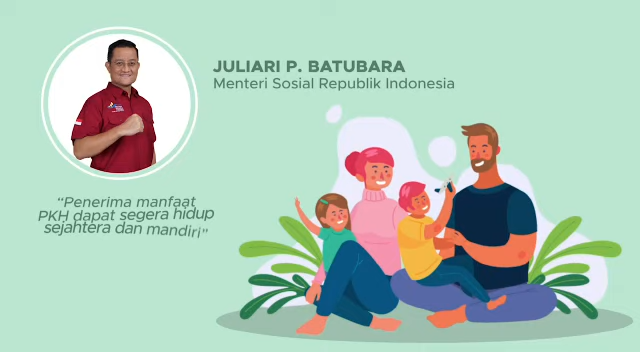 JULIARI P. BATUBARA
Menteri Sosial Republik Indonesia
“Penerima manfaat
PKH dapat segera hidup
sejahtera dan mandiri”